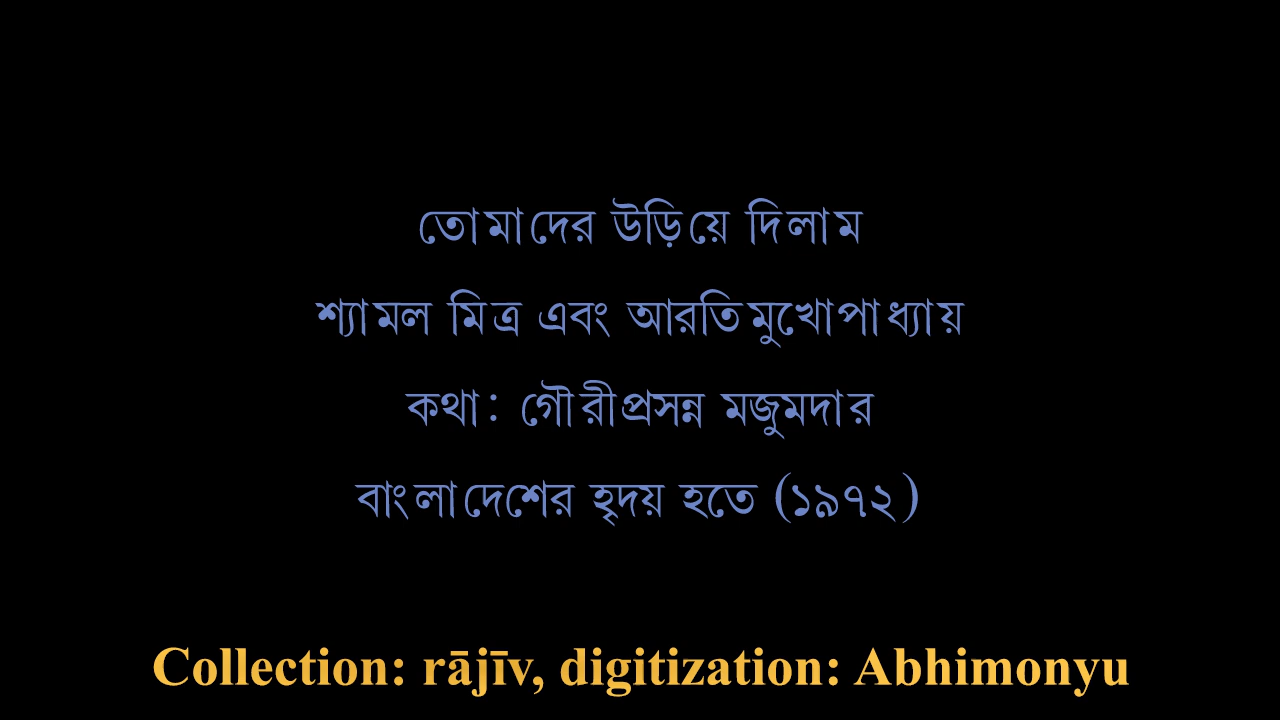 তোমাদের উড়িয়ে দিলাম
শ্যামল মিত্র এবং আরতিমুখোপাধ্যায়
কথা: গৌরীপ্রসন্ন মজুমদার
বাংলাদেশের হৃদয় হতে (১৯৭২)
Collection: rājīv, digitization: Abhimonyu